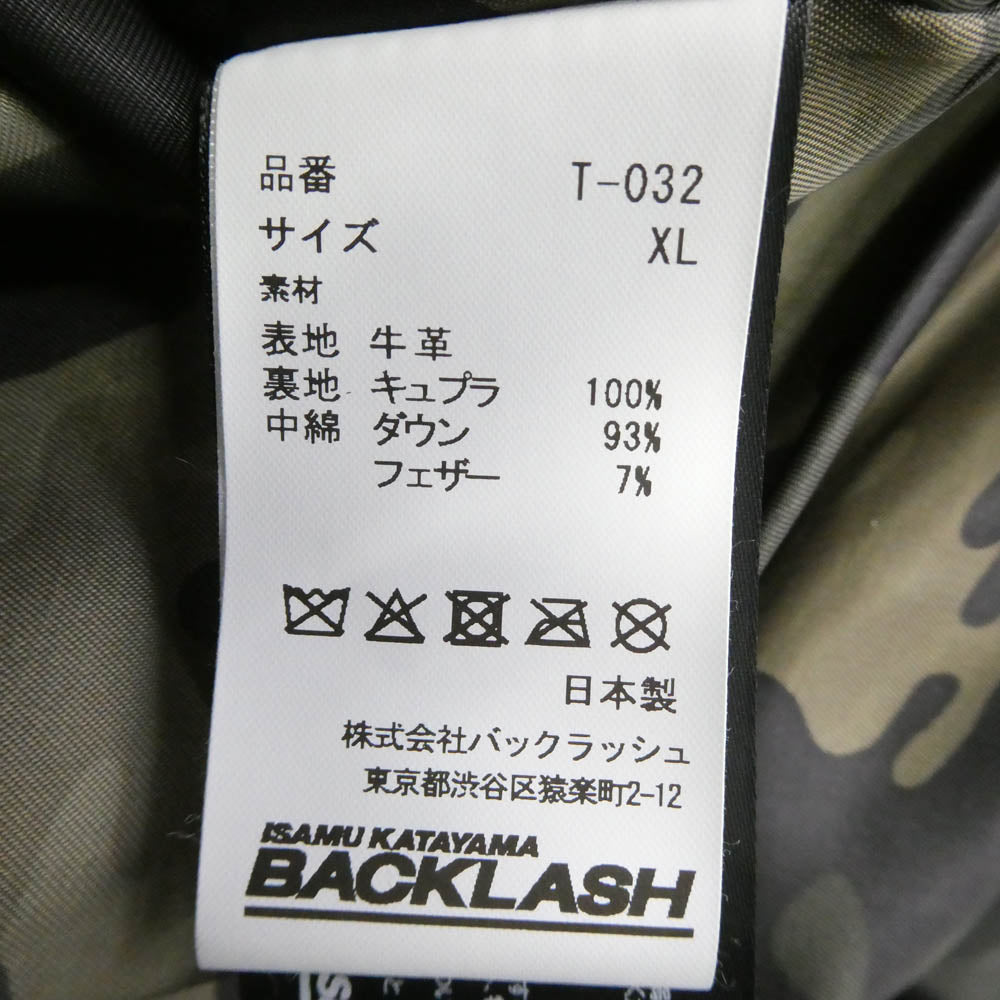 品番 T-032
サイズ XL
素材
表地 牛革
裏地 キュプラ 100%
中綿 ダウン 93%
フェザー 7%
日本製
株式会社バックラッシュ
東京都渋谷区猿楽町2-12
ISAMU KATAYAMA
BACKLASH